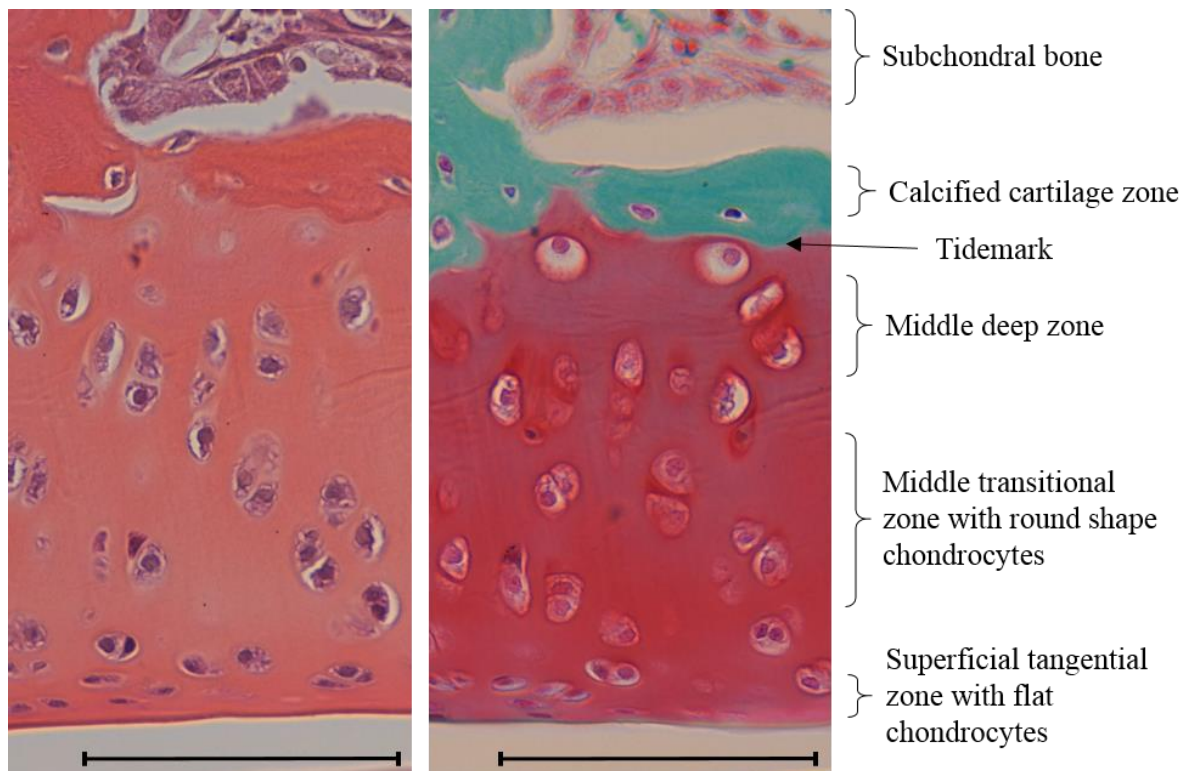 Subchondral bone
Calcified cartilage zone
Tidemark
Middle deep zone
Middle transitional
zone with round shape
chondrocytes
Superficial tangential
zone with flat
chondrocytes